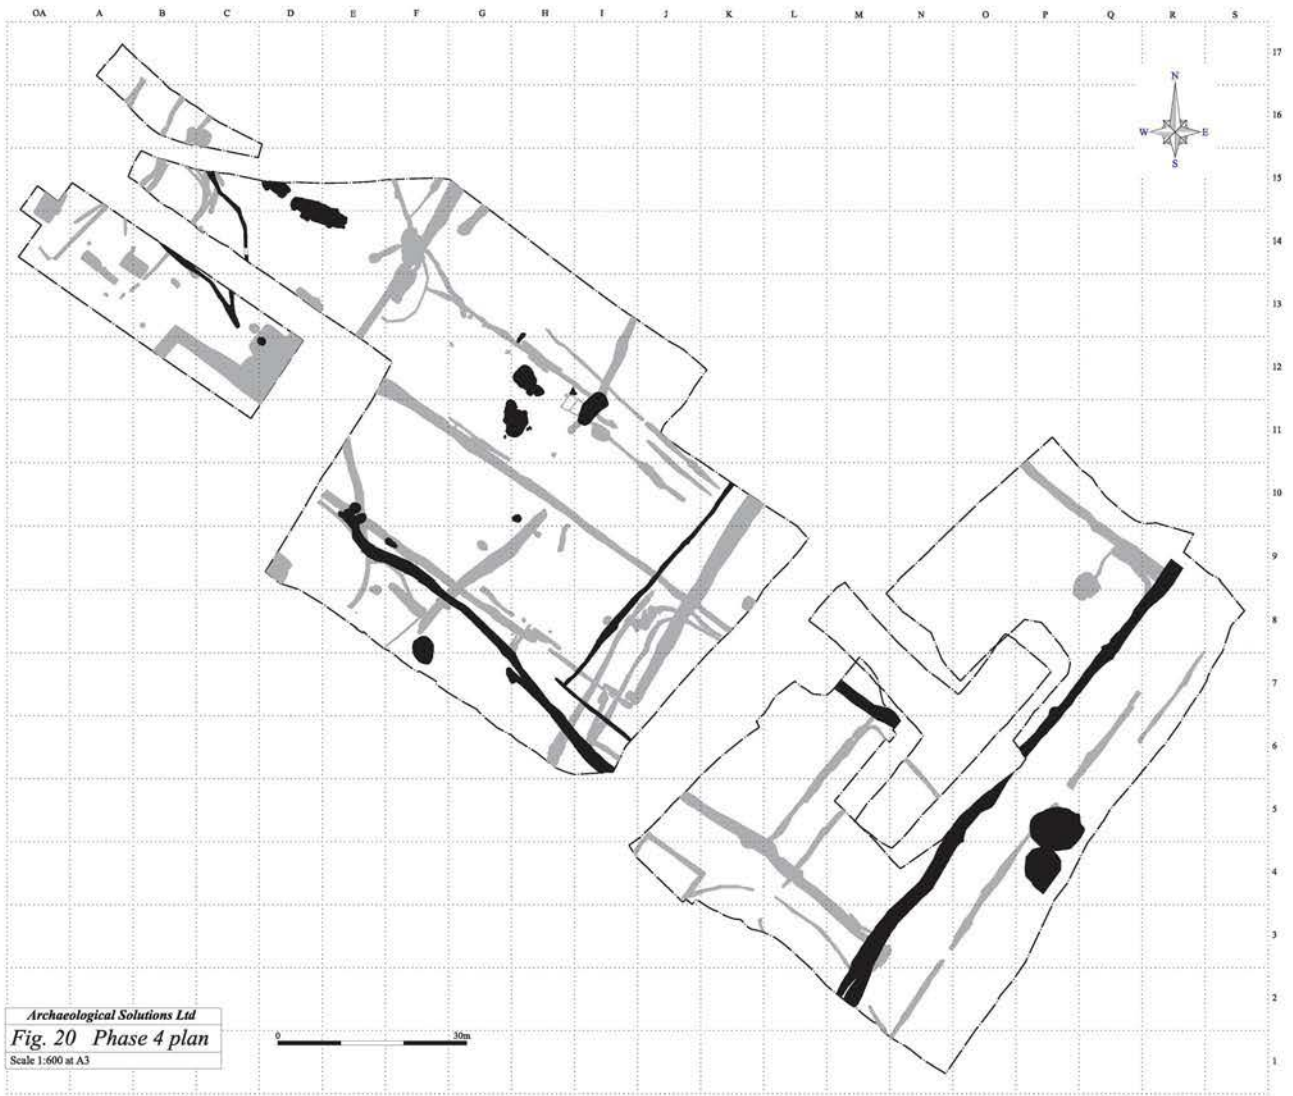 OA A B C D E F G H I J K L M N O P Q R S
17
N
16
W E
S
15
14
13
12
11
10
9
8
7
6
5
4
3
2
1
Archaeological Solutions Ltd
Fig. 20 Phase 4 plan
Scale 1:600 at A3
0 30m